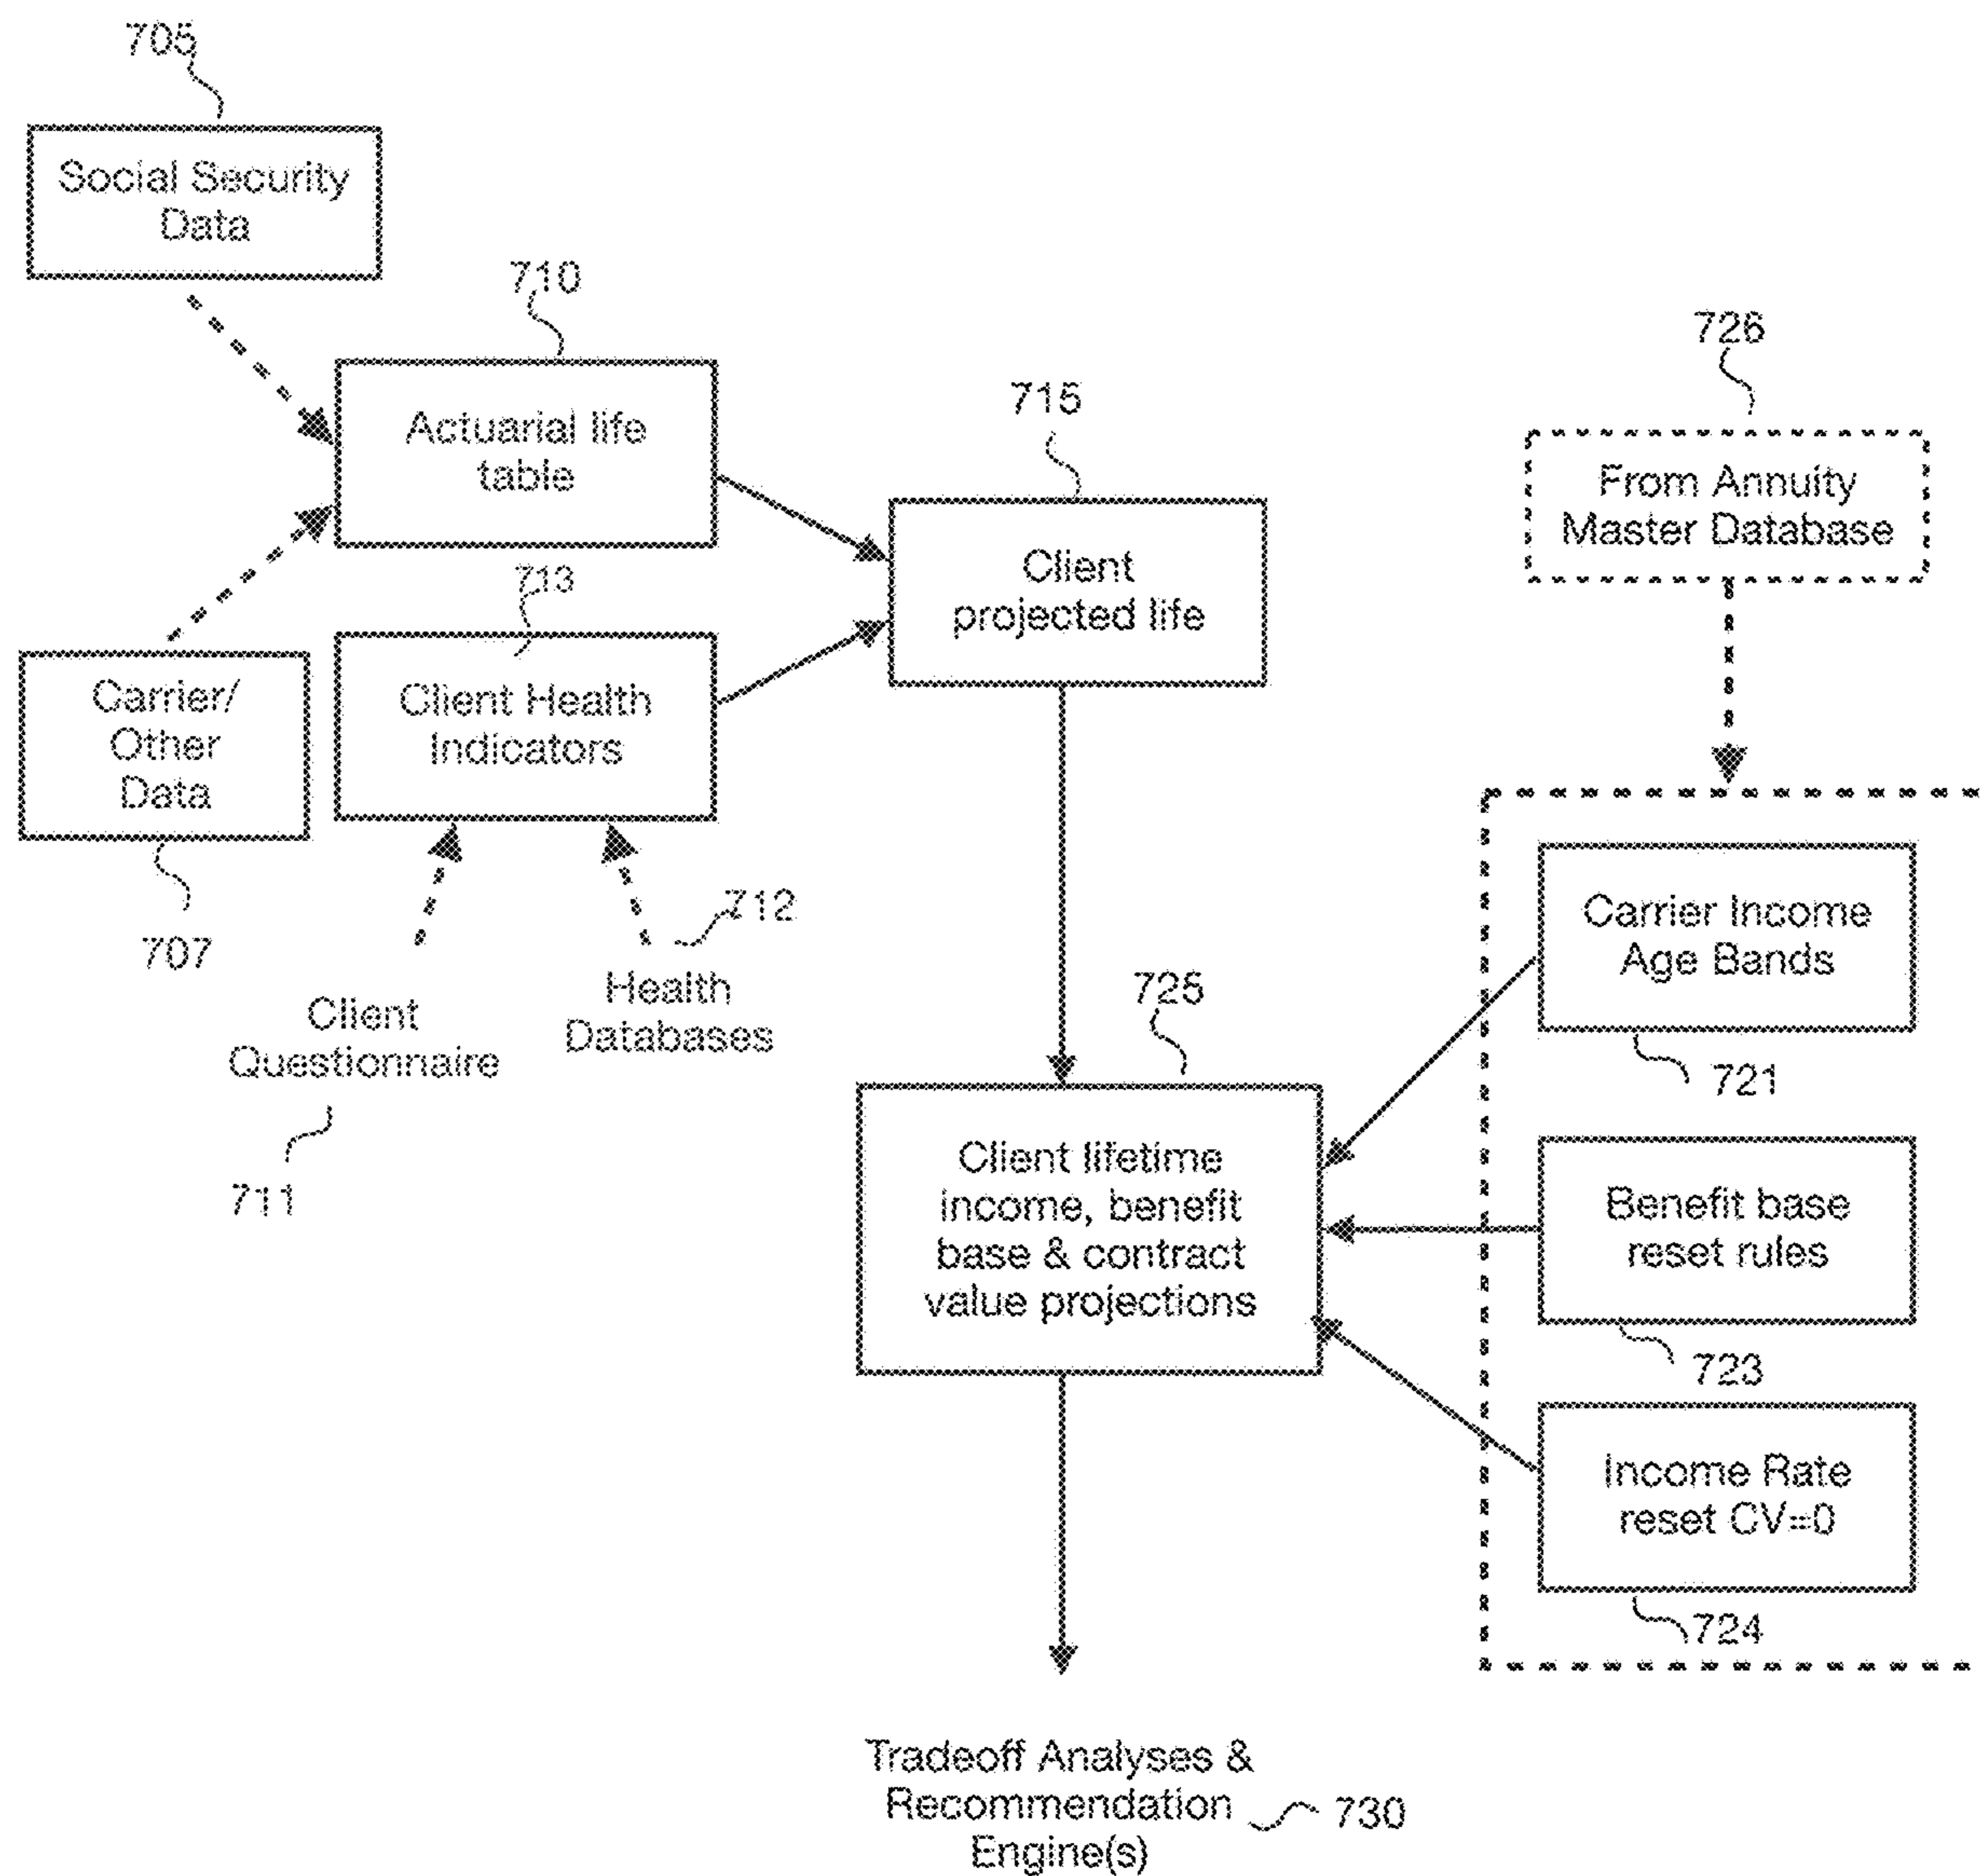 705
Social Security
Data
710
Actuarial life
table
726
715
From Annuity
Master Database
713
Client
projected life
Carrier/
Other
Data
Client Health
Indicators
707
712
Client
Questionnaire
Health
Databases
711
725
Carrier Income
Age Bands
721
Client lifetime
income, benefit
base & contract
value projections
Benefit base
reset rules
723
Income Rate
reset CV=0
724
Tradeoff Analyses &
Recommendation
Engine(s)
730